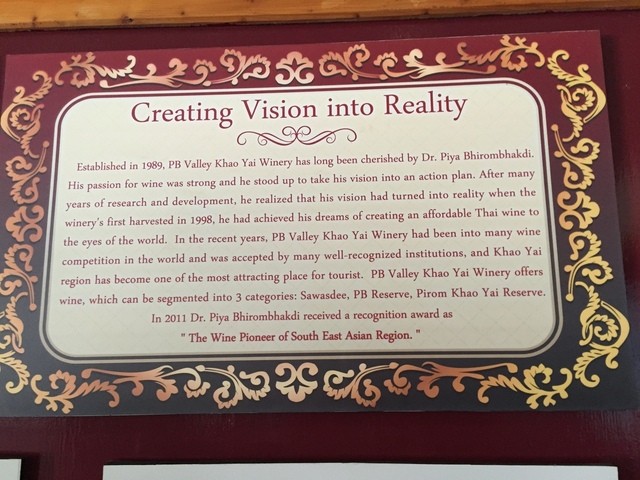 Creating Vision into Reality
Established in 1989, PB Valley Khao Yai Winery has long been cherished by Dr. Piya Bhirombhakdi.
His passion for wine was strong and he stood up to take his vision into an action plan. After many
years of research and development, he realized that his vision had turned into reality when the
winery's first harvested in 1998, he had achieved his dreams of creating an affordable Thai wine to
the eyes of the world. In the recent years, PB Valley Khao Yai Winery had been into many wine
competition in the world and was accepted by many well-recognized institutions, and Khao Yai
region has become one of the most attracting place for tourist. PB Valley Khao Yai Winery offers
wine, which can be segmented into 3 categories: Sawasdee, PB Reserve, Pirom Khao Yai Reserve.
In 2011 Dr. Piya Bhirombhakdi received a recognition award as
" The Wine Pioneer of South East Asian Region. "